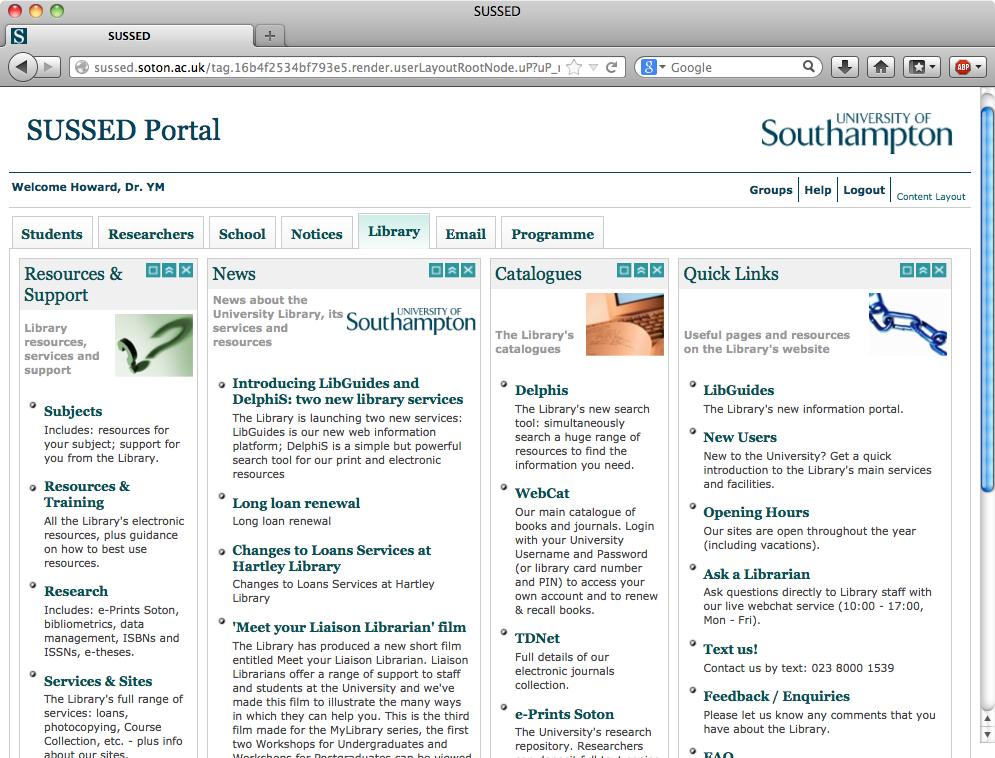 SUSSED
S
SUSSED
sussed.soton.ac.uk/tag.16b4f2534bf793e5.render.userLayoutRootNode.uP?uP_
Google
ABP
SUSSED Portal
UNIVERSITY OF
Southampton
Welcome Howard, Dr. YM
Groups
Help
Logout
Content Layout
Students
Researchers
School
Notices
Library
Email
Programme
Resources &
Support
Library
resources,
services and
support
Subjects
Includes: resources for
your subject; support for
you from the Library.
Resources &
Training
All the Library's electronic
resources, plus guidance
on how to best use
resources.
Research
Includes: e-Prints Soton,
bibliometrics, data
management, ISBNs and
ISSNs, e-theses.
Services & Sites
The Library's full range of
services: loans,
photocopying, Course
Collection, etc. - plus info
about our sites.
News
News about the
University Library, its
services and
resources
UNIVERSITY OF
Southampton
Introducing LibGuides and
DelphiS: two new library services
The Library is launching two new services:
LibGuides is our new web information
platform; DelphiS is a simple but powerful
search tool for our print and electronic
resources
Long loan renewal
Long loan renewal
Changes to Loans Services at
Hartley Library
Changes to Loans Services at Hartley
Library
'Meet your Liaison Librarian' film
The Library has produced a new short film
entitled Meet your Liaison Librarian. Liaison
Librarians offer a range of support to staff
and students at the University and we've
made this film to illustrate the many ways
in which they can help you. This is the third
film made for the MyLibrary series, the first
two Workshops for Undergraduates and
Workshops for Postgraduates can be viewed
Catalogues
The Library's
catalogues
Delphis
The Library's new search
tool: simultaneously
search a huge range of
resources to find the
information you need.
WebCat
Our main catalogue of
books and journals. Login
with your University
Username and Password
(or library card number
and PIN) to access your
own account and to renew
& recall books.
TDNet
Full details of our
electronic journals
collection.
e-Prints Soton
The University's research
repository. Researchers
can deposit full text copies
Quick Links
Useful pages and resources
on the Library's website
LibGuides
The Library's new information portal.
New Users
New to the University? Get a quick
introduction to the Library's main services
and facilities.
Opening Hours
Our sites are open throughout the year
(including vacations).
Ask a Librarian
Ask questions directly to Library staff with
our live webchat service (10:00 - 17:00,
Mon - Fri).
Text us!
Contact us by text: 023 8000 1539
Feedback / Enquiries
Please let us know any comments that you
have about the Library.
FAQ